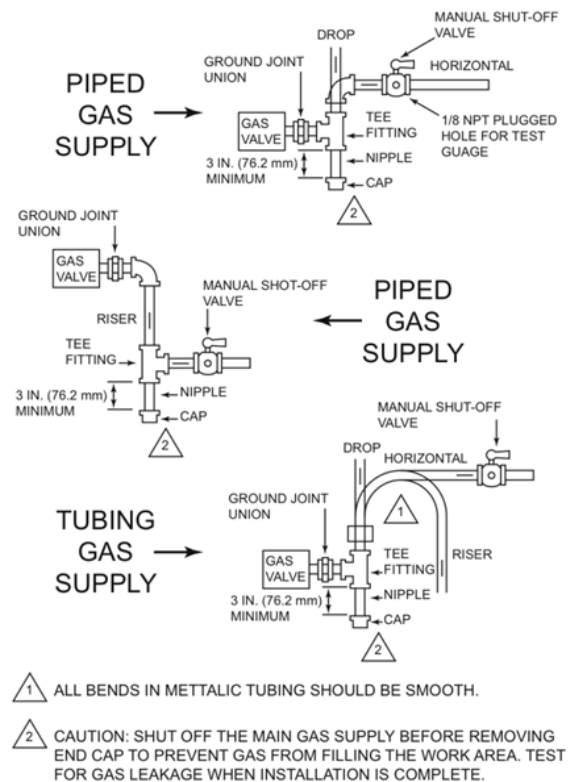 DROP
MANUAL SHUT-OFF
VALVE
GROUND JOINT
UNION
HORIZONTAL
PIPED
GAS
SUPPLY
GAS
VALVE
TEE
FITTING
1/8 NPT PLUGGED
HOLE FOR TEST
GUAGE
3 IN. (76.2 mm)
MINIMUM
NIPPLE
CAP
2
GROUND JOINT
UNION
GAS
VALVE
MANUAL SHOT-OFF
VALVE
RISER
PIPED
GAS
SUPPLY
TEE
FITTING
3 IN. (76.2 mm)
MINIMUM
NIPPLE
CAP
2
MANUAL SHUT-OFF
VALVE
DROP
HORIZONTAL
GROUND JOINT
UNION
1
TUBING
GAS
SUPPLY
GAS
VALVE
TEE
FITTING
RISER
3 IN. (76.2 mm)
MINIMUM
NIPPLE
CAP
2
1 ALL BENDS IN METTALIC TUBING SHOULD BE SMOOTH.
2 CAUTION: SHUT OFF THE MAIN GAS SUPPLY BEFORE REMOVING
END CAP TO PREVENT GAS FROM FILLING THE WORK AREA. TEST
FOR GAS LEAKAGE WHEN INSTALLATION IS COMPLETE.